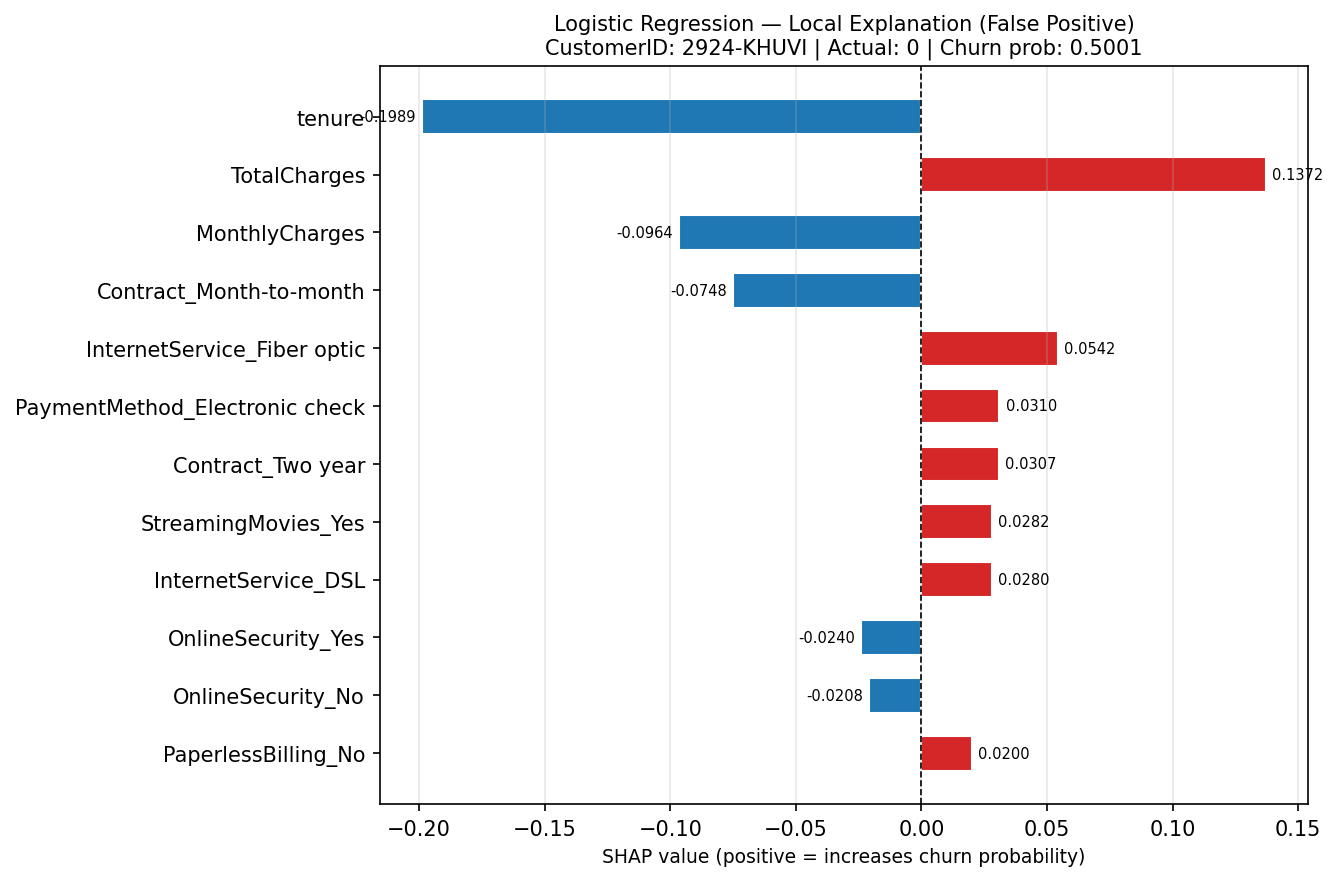 Logistic Regression — Local Explanation (False Positive)
CustomerID: 2924-KHUVI | Actual: 0 | Churn prob: 0.5001
tenure -0.1989
TotalCharges 0.1372
MonthlyCharges -0.0964
Contract_Month-to-month -0.0748
InternetService_Fiber optic 0.0542
PaymentMethod_Electronic check 0.0310
Contract_Two year 0.0307
StreamingMovies_Yes 0.0282
InternetService_DSL 0.0280
OnlineSecurity_Yes -0.0240
OnlineSecurity_No -0.0208
PaperlessBilling_No 0.0200
−0.20 −0.15 −0.10 −0.05 0.00 0.05 0.10 0.15
SHAP value (positive = increases churn probability)